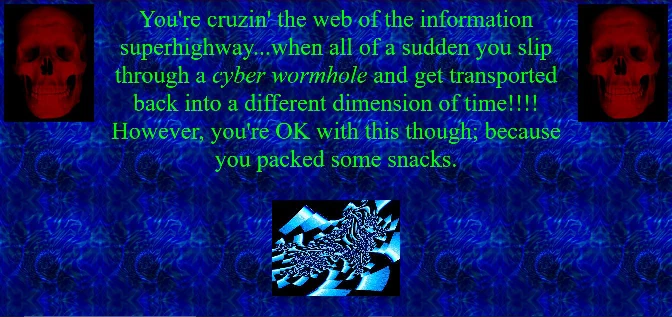 You're cruzin' the web of the information
superhighway...when all of a sudden you slip
through a cyber wormhole and get transported
back into a different dimension of time!!!!
However, you're OK with this though; because
you packed some snacks.